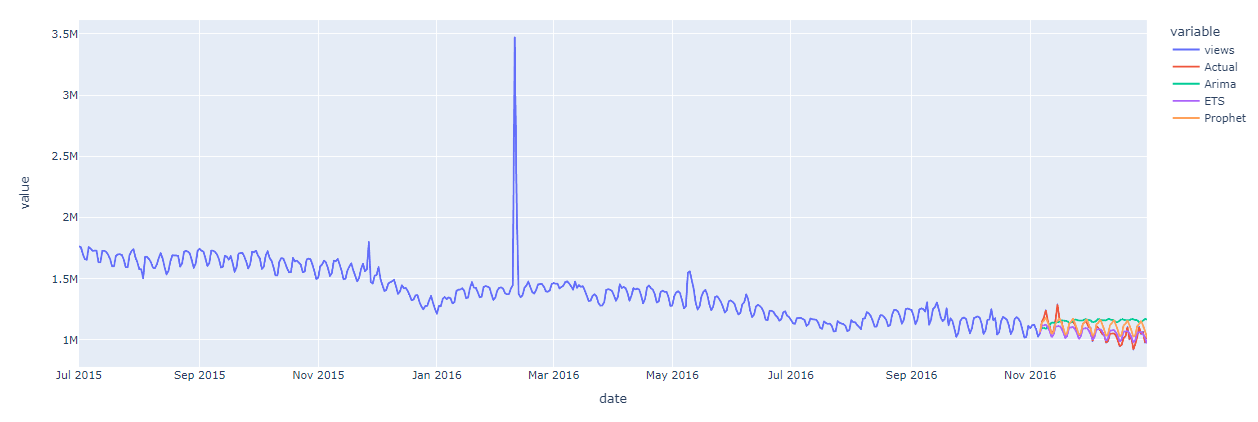 variable
views
Actual
Arima
ETS
Prophet
3.5M
3M
2.5M
2M
1.5M
1M
value
Jul 2015
Sep 2015
Nov 2015
Jan 2016
Mar 2016
May 2016
Jul 2016
Sep 2016
Nov 2016
date